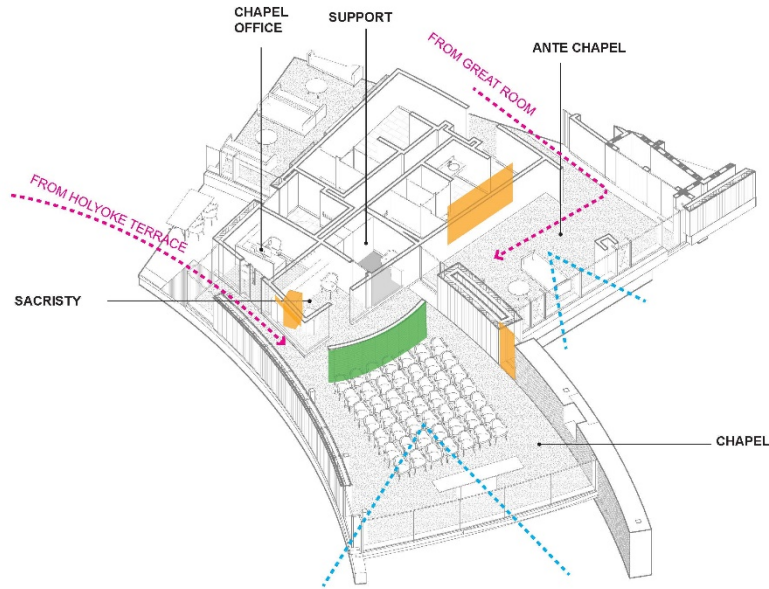 CHAPEL
OFFICE
SUPPORT
FROM GREAT ROOM
ANTE CHAPEL
FROM HOLYOKE TERRACE
SACRISTY
CHAPEL